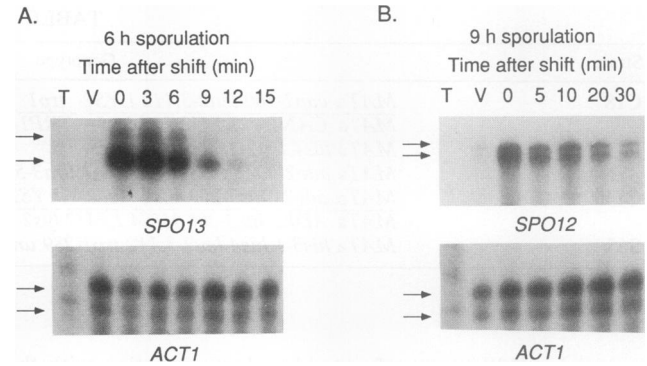 A.
6 h sporulation
Time after shift (min)
T V 0 3 6 9 12 15
SPO13
ACT1
B.
9 h sporulation
Time after shift (min)
T V 0 5 10 20 30
SPO12
ACT1